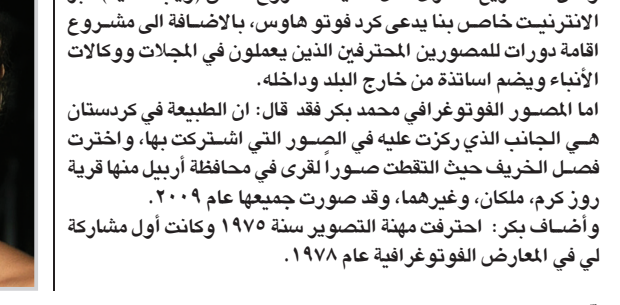 الانترنيت خاص بنا يدعى كرد فوتو هاوس، بالاضافة الى مشروع
اقامة دورات للمصورين المحترفين الذين يعملون في المجلات ووكالات
الأنباء ويضم اساتذة من خارج البلد وداخله.
اما المصور الفوتوغرافي محمد بكر فقد قال: ان الطبيعة في كردستان
هي الجانب الذي ركزت عليه في الصور التي اشتركت بها، واخترت
فصل الخريف حيث التقطت صوراً لقرى في محافظة أربيل منها قرية
روز كرم، ملكان، وغيرهما، وقد صورت جميعها عام ٢٠٠٩.
وأضاف بكر: احترفت مهنة التصوير سنة ١٩٧٥ وكانت أول مشاركة
لي في المعارض الفوتوغرافية عام ١٩٧٨.